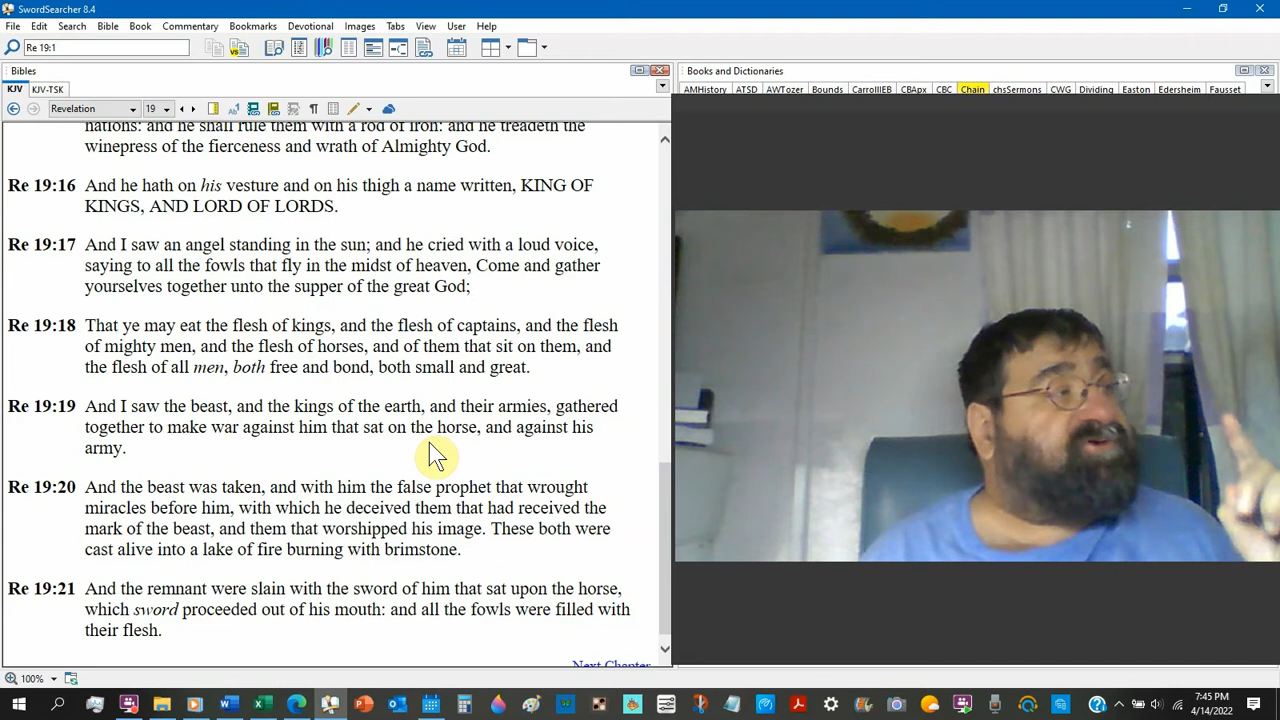 SwordSearcher 8.4
File Edit Search Bible Book Commentary Bookmarks Devotional Images Tabs View User Help
Re 19:1
Bibles
Books and Dictionaries
KJV KJV-TSK
AMHistory ATSD AWTozer Bounds CarrollIEB CBApx CBC Chain chsSermons CWG Dividing Easton Edersheim Fausset
Revelation 19
nations: and he shall rule them with a rod of iron: and he treadeth the
winepress of the fierceness and wrath of Almighty God.
Re 19:16 And he hath on his vesture and on his thigh a name written, KING OF
KINGS, AND LORD OF LORDS.
Re 19:17 And I saw an angel standing in the sun; and he cried with a loud voice,
saying to all the fowls that fly in the midst of heaven, Come and gather
yourselves together unto the supper of the great God;
Re 19:18 That ye may eat the flesh of kings, and the flesh of captains, and the flesh
of mighty men, and the flesh of horses, and of them that sit on them, and
the flesh of all men, both free and bond, both small and great.
Re 19:19 And I saw the beast, and the kings of the earth, and their armies, gathered
together to make war against him that sat on the horse, and against his
army.
Re 19:20 And the beast was taken, and with him the false prophet that wrought
miracles before him, with which he deceived them that had received the
mark of the beast, and them that worshipped his image. These both were
cast alive into a lake of fire burning with brimstone.
Re 19:21 And the remnant were slain with the sword of him that sat upon the horse,
which sword proceeded out of his mouth: and all the fowls were filled with
their flesh.
Next Chapter
100%
7:45 PM
4/14/2022